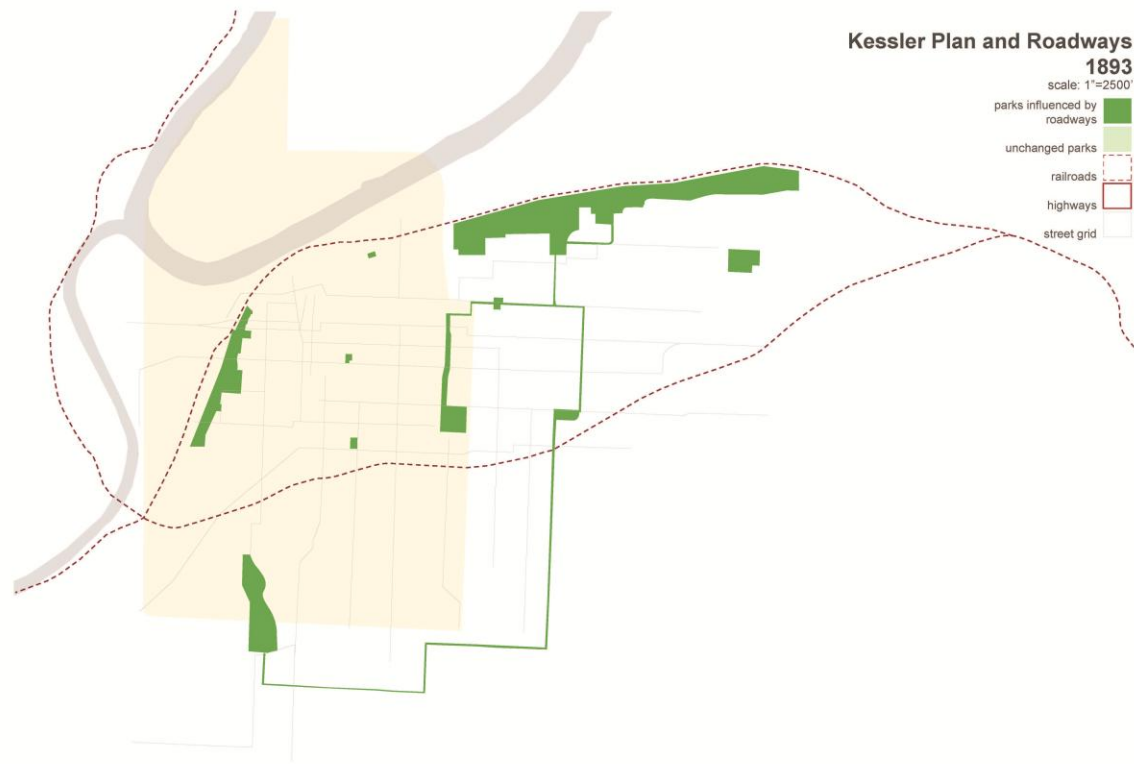 Kessler Plan and Roadways
1893
scale: 1"=2500'
parks influenced by
roadways
unchanged parks
railroads
highways
street grid